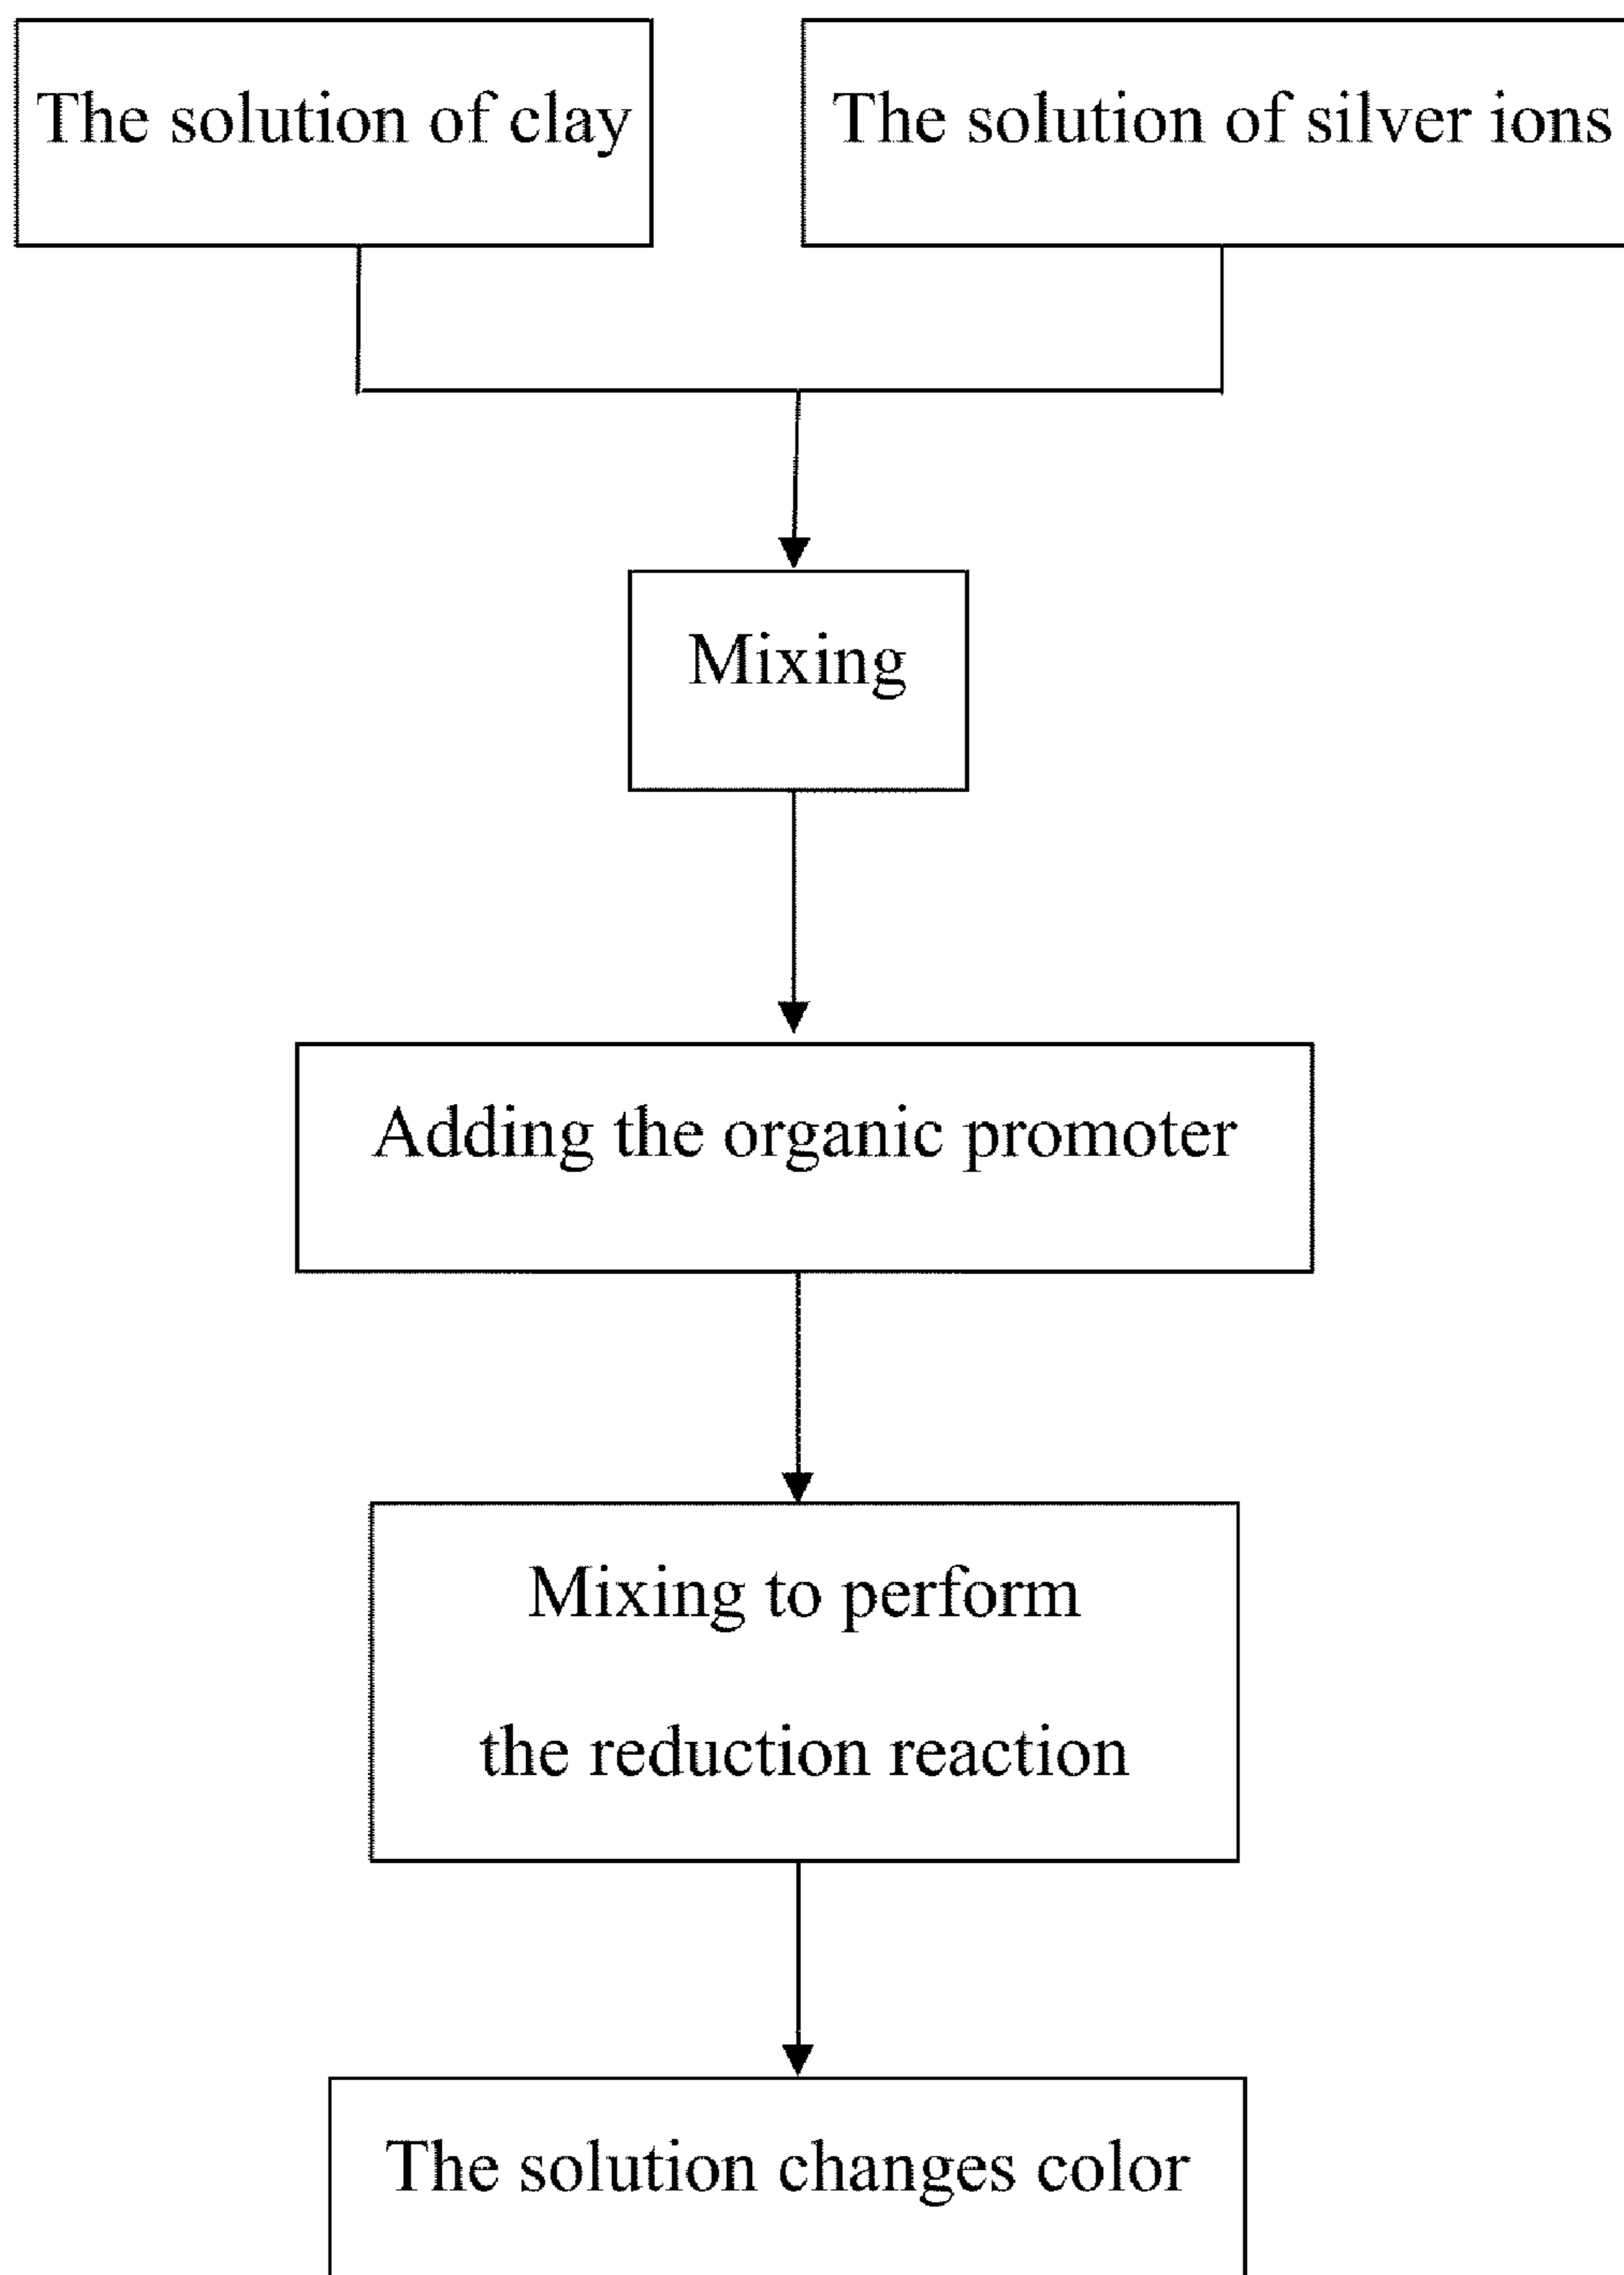 The solution of clay
The solution of silver ions
Mixing
Adding the organic promoter
Mixing to perform
the reduction reaction
The solution changes color